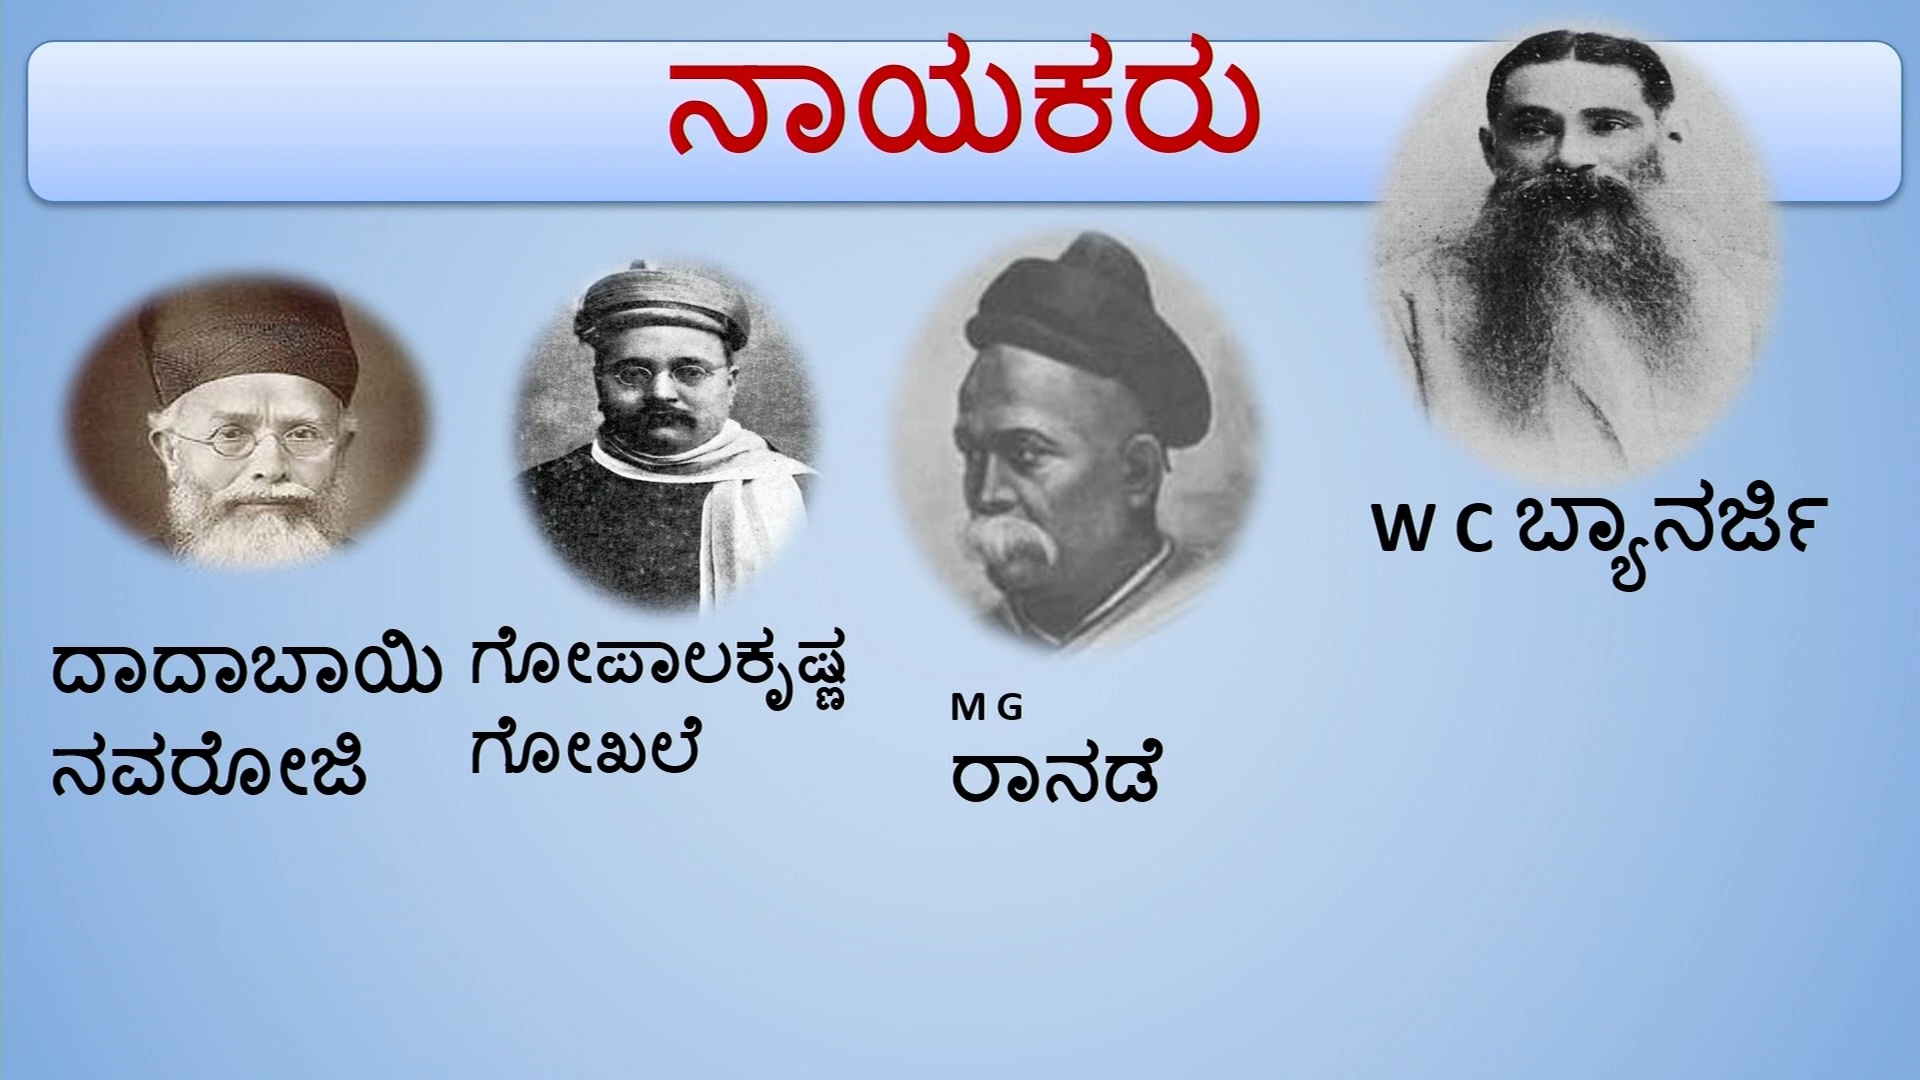 ನಾಯಕರು
ದಾದಾಬಾಯಿ
ನವರೋಜಿ
ಗೋಪಾಲಕೃಷ್ಣ
ಗೋಖಲೆ
M G
ರಾನಡೆ
W C ಬ್ಯಾನರ್ಜಿ